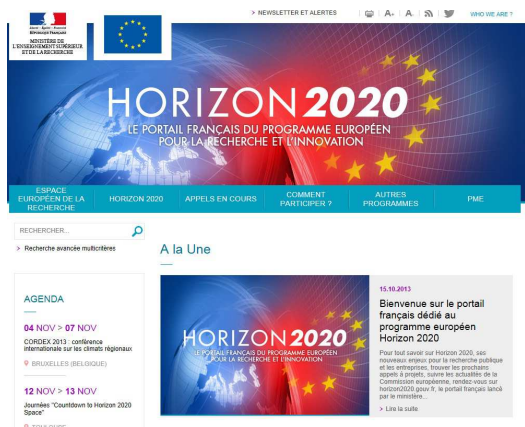 > NEWSLETTER ET ALERTES
A+
A-
WHO WE ARE ?
Liberté • Égalité • Fraternité
RÉPUBLIQUE FRANÇAISE
MINISTÈRE DE
L'ENSEIGNEMENT SUPÉRIEUR
ET DE LA RECHERCHE
HORIZON 2020
LE PORTAIL FRANÇAIS DU PROGRAMME EUROPÉEN
POUR LA RECHERCHE ET L'INNOVATION
ESPACE
EUROPÉEN DE LA
RECHERCHE
HORIZON 2020
APPELS EN COURS
COMMENT
PARTICIPER ?
AUTRES
PROGRAMMES
PME
RECHERCHER...
> Recherche avancée multicritères
AGENDA
04 NOV > 07 NOV
CORDEX 2013 : conférence
internationale sur les climats régionaux
BRUXELLES (BELGIQUE)
12 NOV > 13 NOV
Journées "Countdown to Horizon 2020
Space"
TOULOUSE
A la Une
HORIZON 2020
LE PORTAIL FRANÇAIS DU PROGRAMME EUROPÉEN
POUR LA RECHERCHE ET L'INNOVATION
15.10.2013
Bienvenue sur le portail
français dédié au
programme européen
Horizon 2020
Pour tout savoir sur Horizon 2020, ses
nouveaux enjeux pour la recherche publique
et les entreprises, trouver les prochains
appels à projets, suivre les actualités de la
Commission européenne, rendez-vous sur
horizon2020.gouv.fr, le portail français lancé
par le ministère...
> Lire la suite